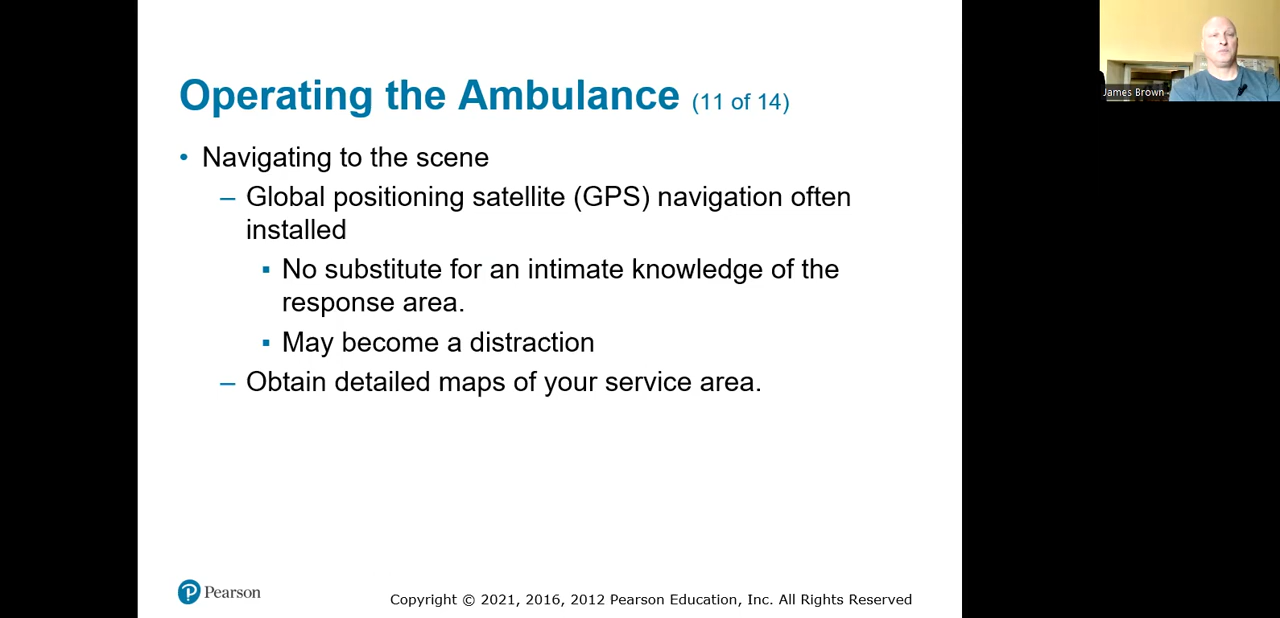 Operating the Ambulance (11 of 14)
James Brown
• Navigating to the scene
– Global positioning satellite (GPS) navigation often
installed
▪ No substitute for an intimate knowledge of the
response area.
▪ May become a distraction
– Obtain detailed maps of your service area.
Pearson
Copyright © 2021, 2016, 2012 Pearson Education, Inc. All Rights Reserved